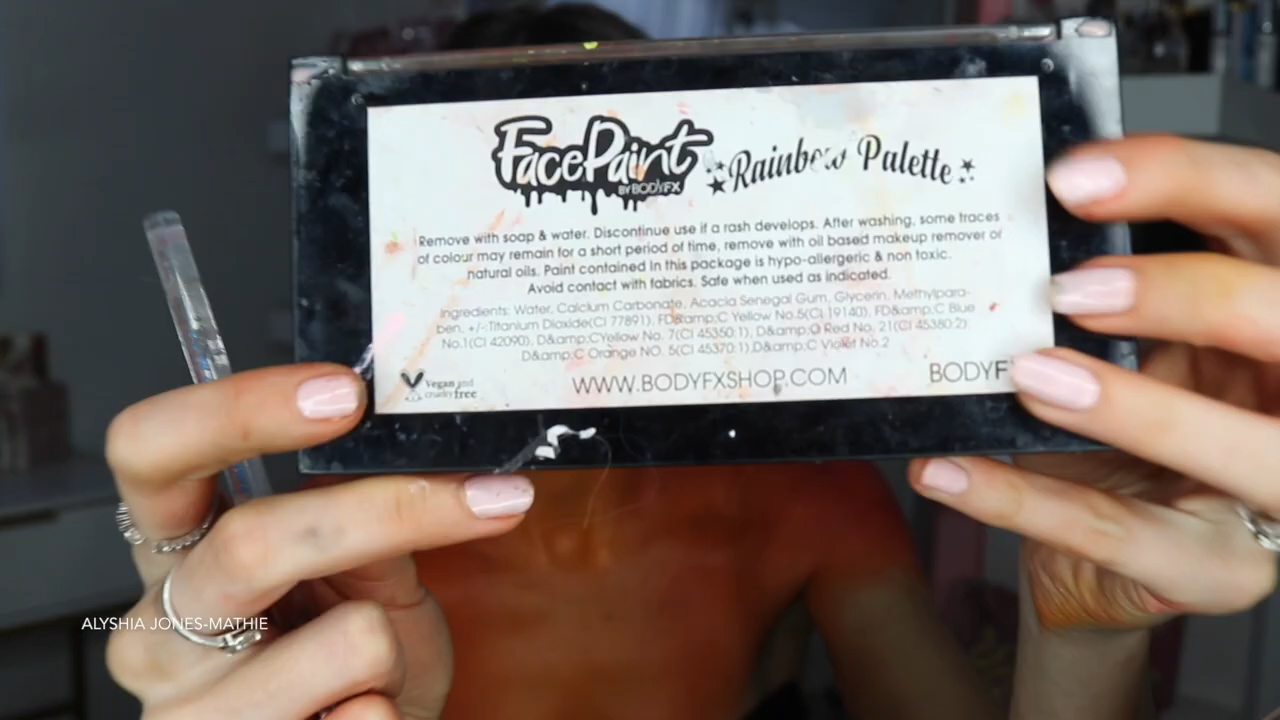 FacePaint
BY BODYFX
Rainbow Palette
Remove with soap & water. Discontinue use if a rash develops. After washing, some traces
of colour may remain for a short period of time, remove with oil based makeup remover or
natural oils. Paint contained in this package is hypo-allergenic & non toxic.
Avoid contact with fabrics. Safe when used as indicated.
Ingredients: Water, Calcium Carbonate, Acacia Senegal Gum, Glycerin, Methylpara-
ben, +/-:Titanium Dioxide(CI 77891), FD&amp;C Yellow No.5(CI 19140), FD&amp;C Blue
No.1(CI 42090), D&amp;CYellow No. 7(CI 45350:1), D&amp;C Red No. 21(CI 45380:2)
D&amp;C Orange NO. 5(CI 45370:1),D&amp;C Violet No.2
Vegan and
cruelty free
WWW.BODYFXSHOP.COM
BODYF
ALYSHIA JONES-MATHIE